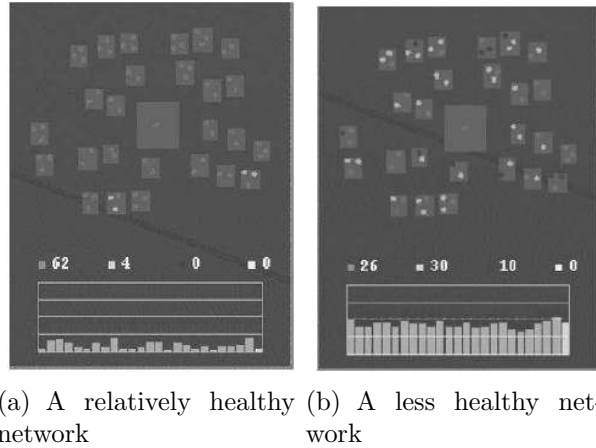 62 4 0 0
26 30 10 0
(a) A relatively healthy
network
(b) A less healthy net-
work